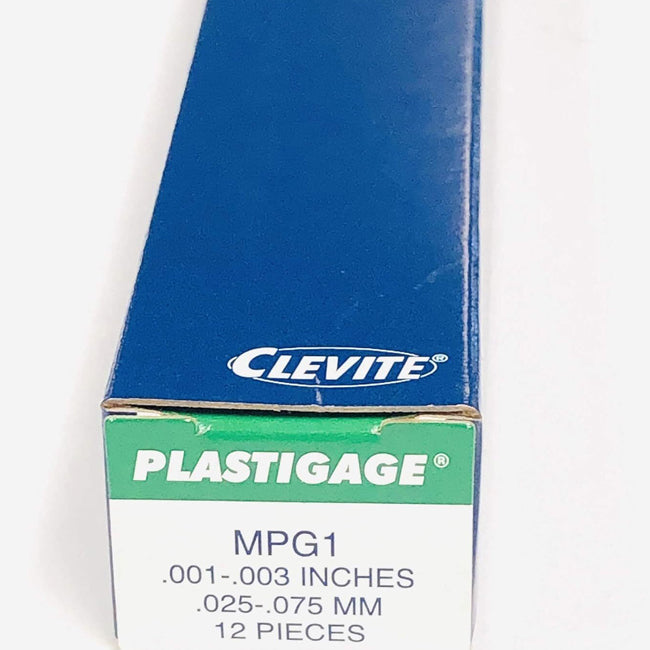 CLEVITE®
PLASTIGAGE®
MPG1
.001-.003 INCHES
.025-.075 MM
12 PIECES